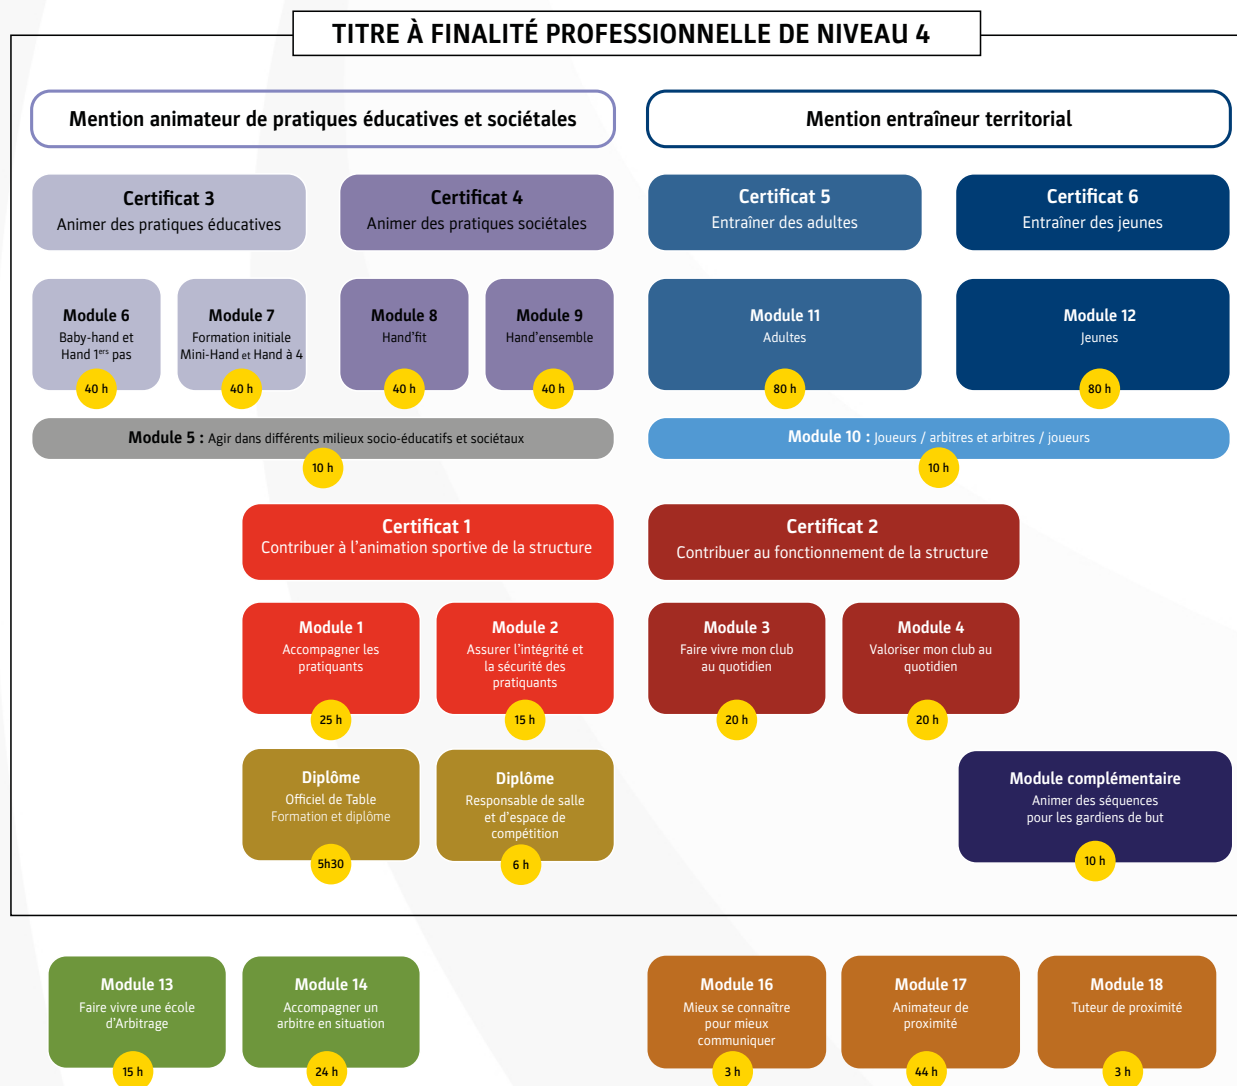 TITRE À FINALITÉ PROFESSIONNELLE DE NIVEAU 4
Mention animateur de pratiques éducatives et sociétales
Mention entraîneur territorial
Certificat 3
Animer des pratiques éducatives
Certificat 4
Animer des pratiques sociétales
Certificat 5
Entraîner des adultes
Certificat 6
Entraîner des jeunes
Module 6
Baby-hand et
Hand 1ers pas
40 h
Module 7
Formation initiale
Mini-Hand et Hand à 4
40 h
Module 8
Hand'fit
40 h
Module 9
Hand'ensemble
40 h
Module 11
Adultes
80 h
Module 12
Jeunes
80 h
Module 5 : Agir dans différents milieux socio-éducatifs et sociétaux
10 h
Module 10 : Joueurs / arbitres et arbitres / joueurs
10 h
Certificat 1
Contribuer à l'animation sportive de la structure
Certificat 2
Contribuer au fonctionnement de la structure
Module 1
Accompagner les
pratiquants
25 h
Module 2
Assurer l'intégrité et
la sécurité des
pratiquants
15 h
Module 3
Faire vivre mon club
au quotidien
20 h
Module 4
Valoriser mon club au
quotidien
20 h
Diplôme
Officiel de Table
Formation et diplôme
5h30
Diplôme
Responsable de salle
et d'espace de
compétition
6 h
Module complémentaire
Animer des séquences
pour les gardiens de but
10 h
Module 13
Faire vivre une école
d'Arbitrage
15 h
Module 14
Accompagner un
arbitre en situation
24 h
Module 16
Mieux se connaître
pour mieux
communiquer
3 h
Module 17
Animateur de
proximité
44 h
Module 18
Tuteur de proximité
3 h